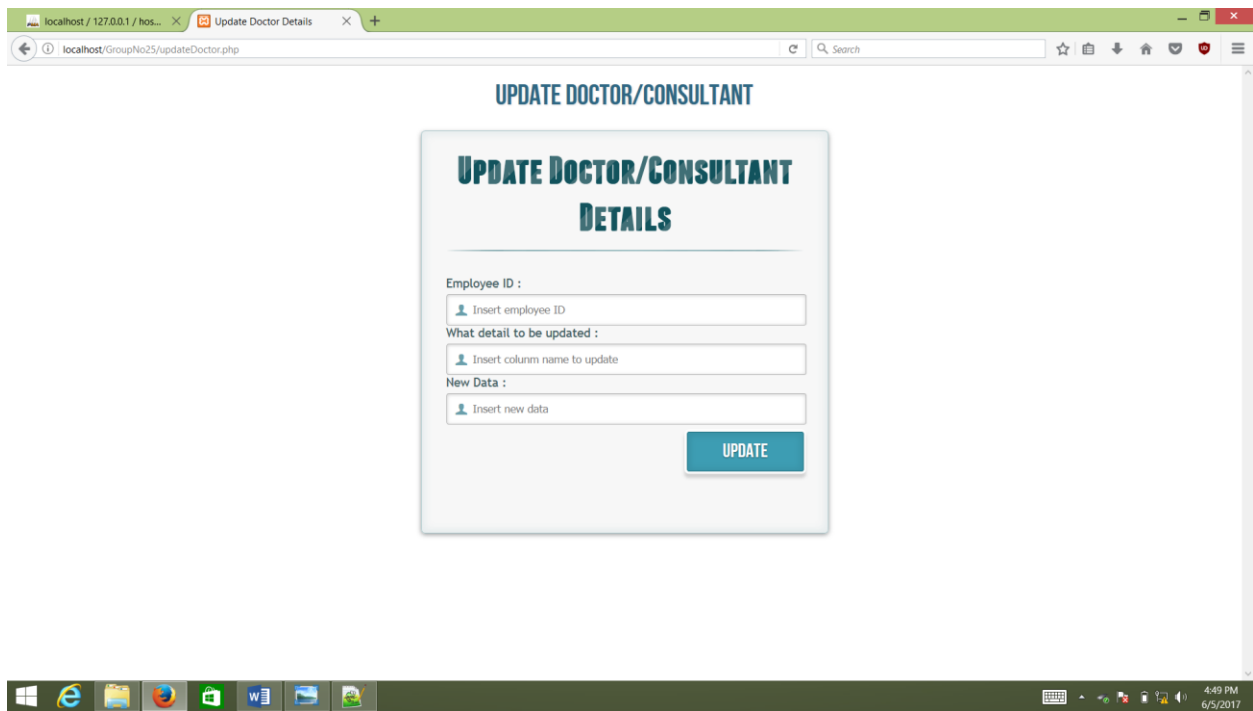 localhost / 127.0.0.1 / hos...
Update Doctor Details
localhost/GroupNo25/updateDoctor.php
Search
UPDATE DOCTOR/CONSULTANT
UPDATE DOCTOR/CONSULTANT
DETAILS
Employee ID :
Insert employee ID
What detail to be updated :
Insert colunm name to update
New Data :
Insert new data
UPDATE
4:49 PM
6/5/2017